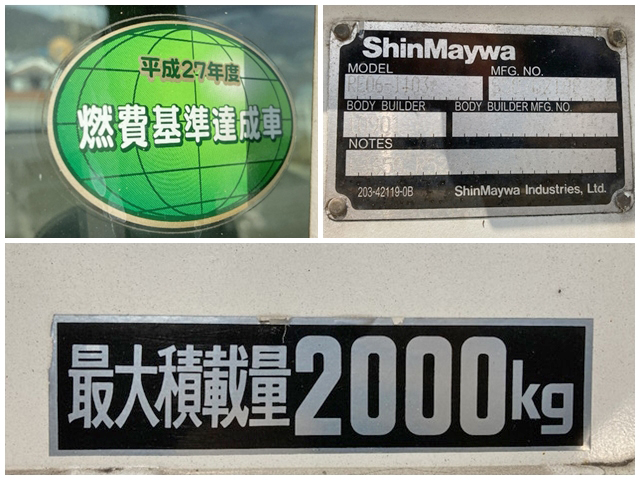 平成27年度
燃費基準達成車
ShinMaywa
MODEL
MFG. NO.
BODY BUILDER
BODY BUILDER MFG. NO.
NOTES
203-42119-0B
ShinMaywa Industries, Ltd.
最大積載量2000kg